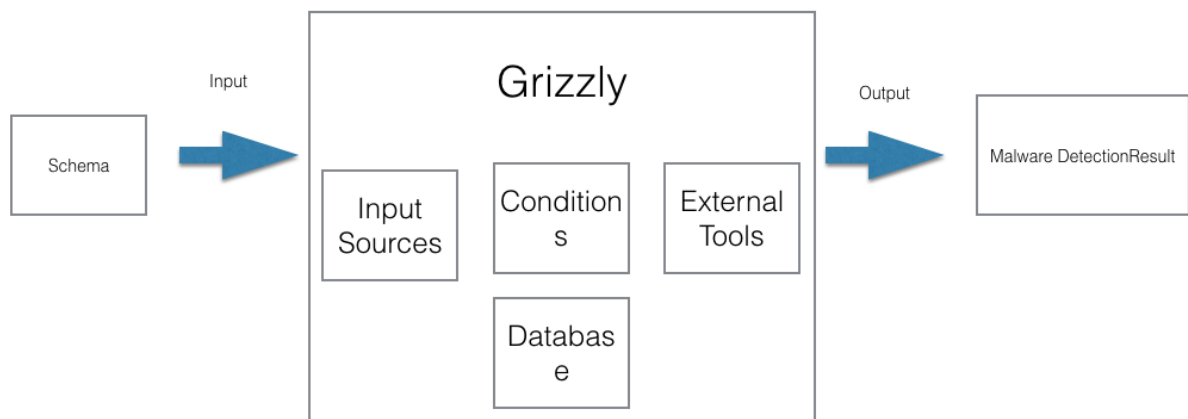 Input
Grizzly
Output
Schema
Malware DetectionResult
Input
Sources
Condition
s
External
Tools
Databas
e